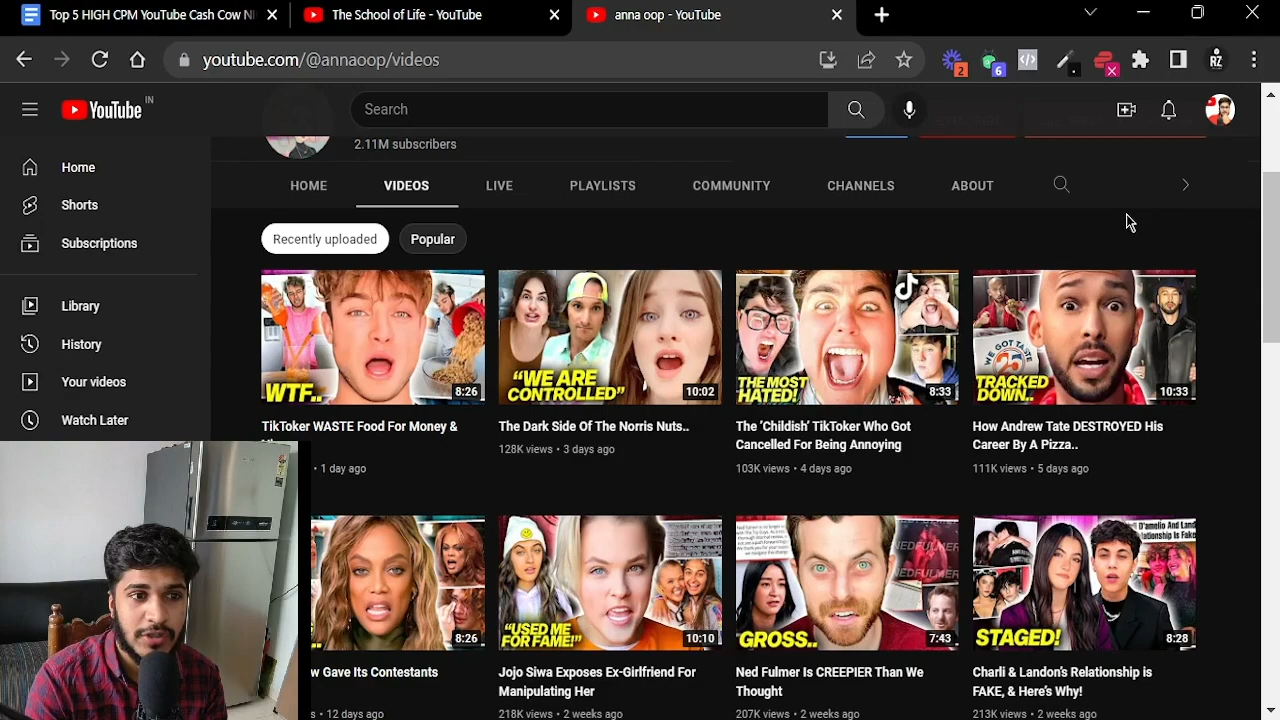 Top 5 HIGH CPM YouTube Cash Cow NI
The School of Life - YouTube
anna oop - YouTube
youtube.com/@annaoop/videos
2
6
RZ
YouTube IN
Search
2.11M subscribers
Home
Shorts
Subscriptions
Library
History
Your videos
Watch Later
HOME
VIDEOS
LIVE
PLAYLISTS
COMMUNITY
CHANNELS
ABOUT
Recently uploaded
Popular
WTF..
8:26
"WE ARE
CONTROLLED"
10:02
THE MOST
HATED!
8:33
WE GOT TASTE
25
TRACKED
DOWN..
10:33
TikToker WASTE Food For Money &
• 1 day ago
The Dark Side Of The Norris Nuts..
128K views • 3 days ago
The 'Childish' TikToker Who Got
Cancelled For Being Annoying
103K views • 4 days ago
How Andrew Tate DESTROYED His
Career By A Pizza..
111K views • 5 days ago
8:26
"USED ME
FOR FAME!"
10:10
GROSS..
NEDFULMER
7:43
STAGED!
8:28
w Gave Its Contestants
s • 12 days ago
Jojo Siwa Exposes Ex-Girlfriend For
Manipulating Her
218K views • 2 weeks ago
Ned Fulmer Is CREEPIER Than We
Thought
207K views • 2 weeks ago
Charli & Landon's Relationship is
FAKE, & Here's Why!
213K views • 2 weeks ago